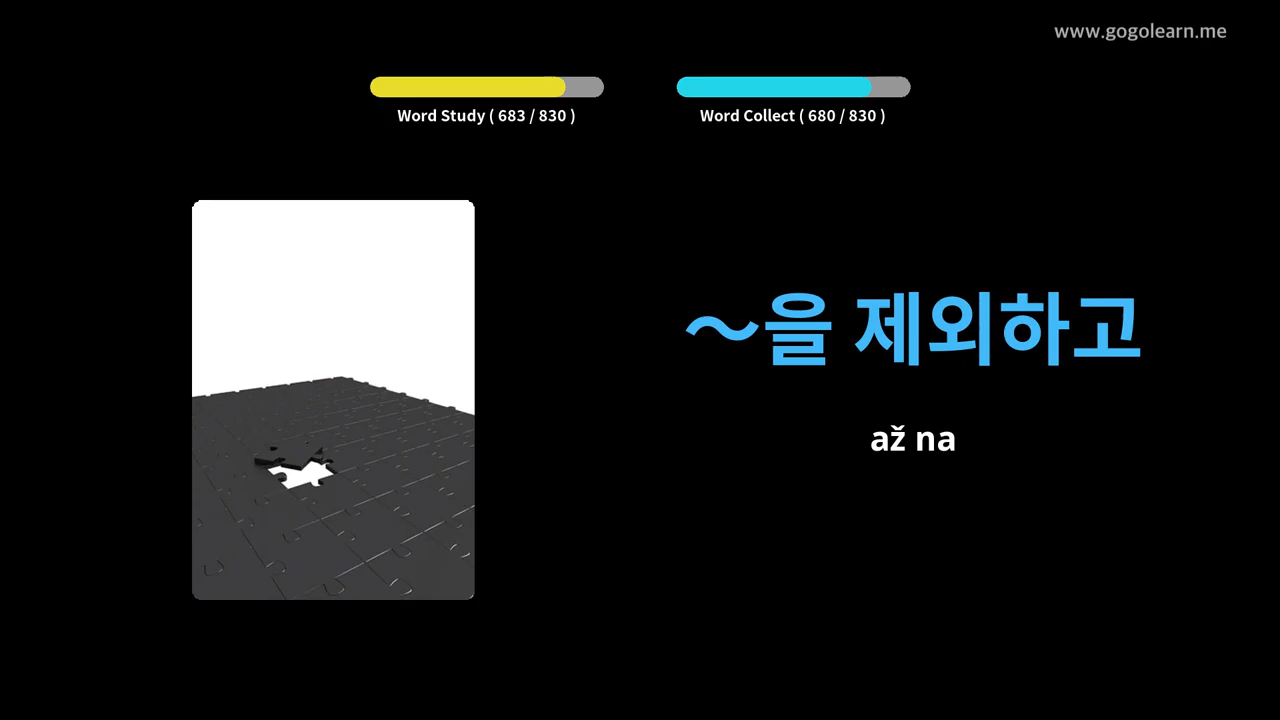 www.gogolearn.me
Word Study ( 683 / 830 )
Word Collect ( 680 / 830 )
～을 제외하고
až na